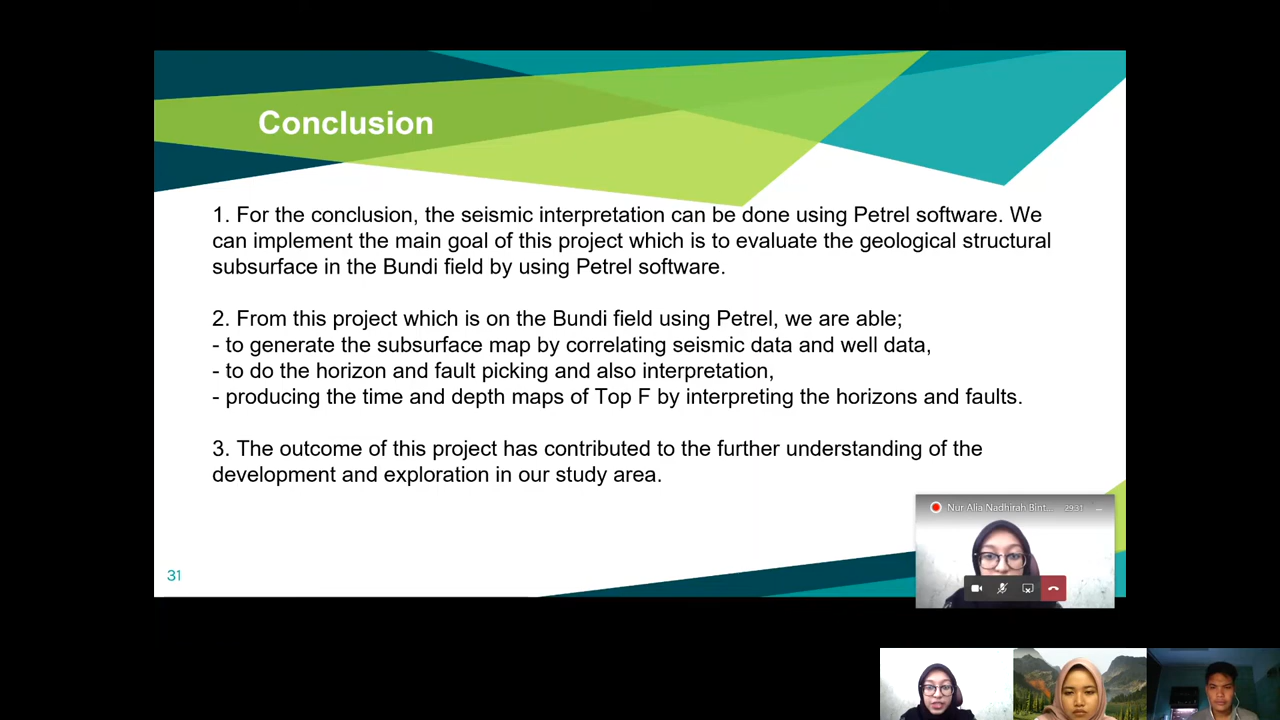 Conclusion
1. For the conclusion, the seismic interpretation can be done using Petrel software. We
can implement the main goal of this project which is to evaluate the geological structural
subsurface in the Bundi field by using Petrel software.
2. From this project which is on the Bundi field using Petrel, we are able;
- to generate the subsurface map by correlating seismic data and well data,
- to do the horizon and fault picking and also interpretation,
- producing the time and depth maps of Top F by interpreting the horizons and faults.
3. The outcome of this project has contributed to the further understanding of the
development and exploration in our study area.
Nur Alia Nadhirah Bint... 29:31
31